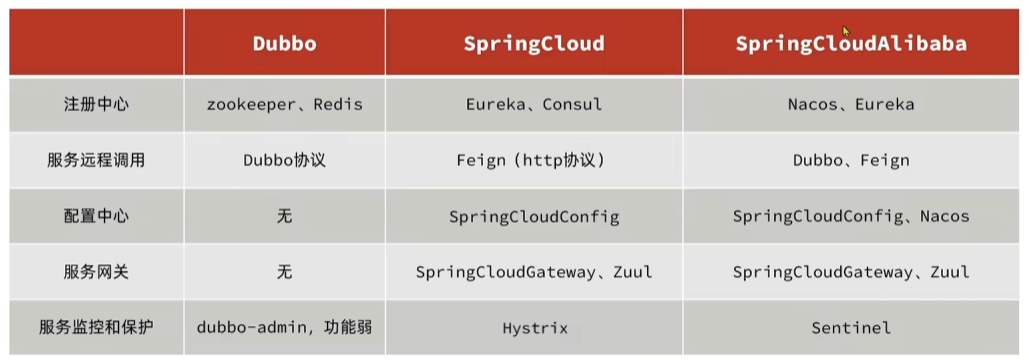 Dubbo SpringCloud SpringCloudAlibaba
注册中心 zookeeper、Redis Eureka、Consul Nacos、Eureka
服务远程调用 Dubbo协议 Feign（http协议） Dubbo、Feign
配置中心 无 SpringCloudConfig SpringCloudConfig、Nacos
服务网关 无 SpringCloudGateway、Zuul SpringCloudGateway、Zuul
服务监控和保护 dubbo-admin，功能弱 Hystrix Sentinel